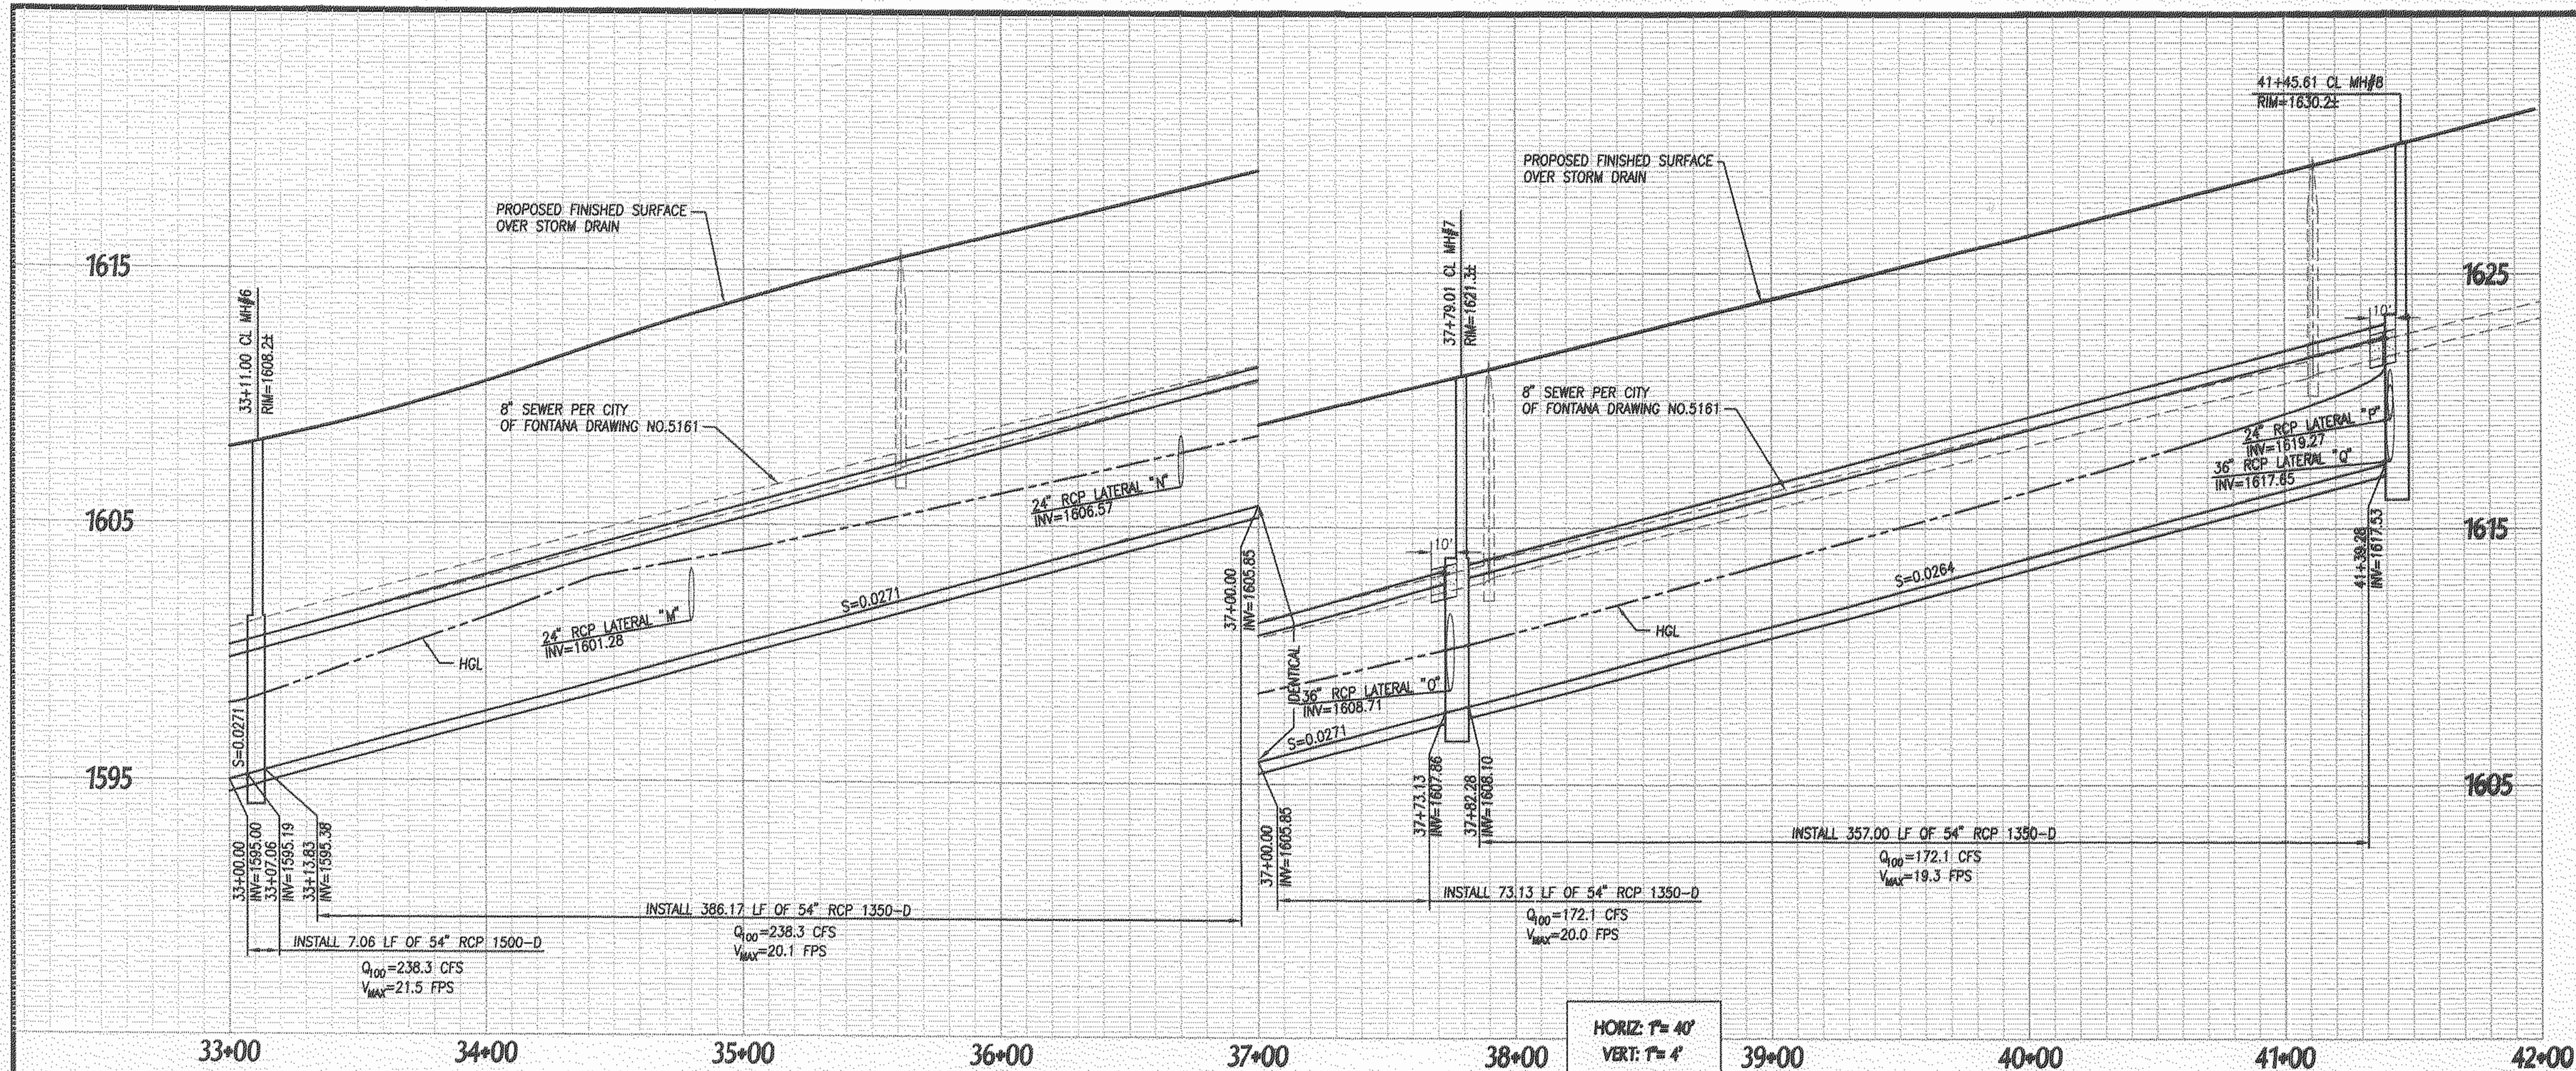 41+45.61 CL MH#8
RIM=1630.2±
PROPOSED FINISHED SURFACE
OVER STORM DRAIN
PROPOSED FINISHED SURFACE
OVER STORM DRAIN
1615
1625
33+11.00 CL MH#6
RIM=1608.2±
37+79.01 CL MH#7
RIM=1621.3±
10'
8" SEWER PER CITY
OF FONTANA DRAWING NO.5161
8" SEWER PER CITY
OF FONTANA DRAWING NO.5161
24" RCP LATERAL "P"
INV=1619.27
36" RCP LATERAL "Q"
INV=1617.65
24" RCP LATERAL "N"
INV=1606.57
1605
1615
10'
41+39.28
INV=1617.53
37+00.00
INV=1605.85
S=0.0271
S=0.0264
24" RCP LATERAL "M"
INV=1601.28
HGL
HGL
IDENTICAL
36" RCP LATERAL "O"
INV=1608.71
S=0.0271
S=0.0271
1595
1605
33+00.00
INV=1595.00
33+07.06
INV=1595.19
33+13.83
INV=1595.38
37+00.00
INV=1605.85
37+73.13
INV=1607.86
37+82.28
INV=1608.10
INSTALL 357.00 LF OF 54" RCP 1350-D
Q100=172.1 CFS
VMAX=19.3 FPS
INSTALL 73.13 LF OF 54" RCP 1350-D
Q100=172.1 CFS
VMAX=20.0 FPS
INSTALL 386.17 LF OF 54" RCP 1350-D
Q100=238.3 CFS
VMAX=20.1 FPS
INSTALL 7.06 LF OF 54" RCP 1500-D
Q100=238.3 CFS
VMAX=21.5 FPS
HORIZ: 1"= 40'
VERT: 1"= 4'
33+00 34+00 35+00 36+00 37+00 38+00 39+00 40+00 41+00 42+00